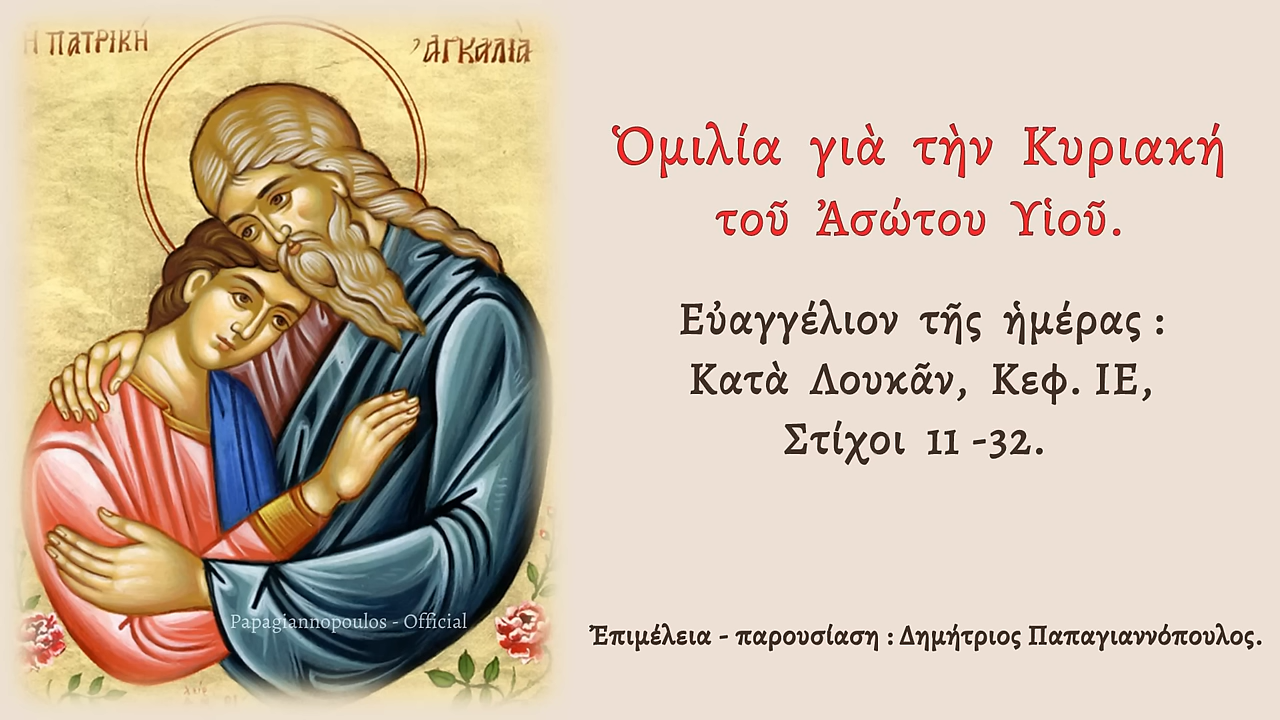 Η ΠΑΤΡΙΚΗ ἈΓΚΑΛΙᾺ
Ὁμιλία γιὰ τὴν Κυριακή
τοῦ Ἀσώτου Υἱοῦ.
Εὐαγγέλιον τῆς ἡμέρας :
Κατὰ Λουκᾶν, Κεφ. ΙΕ,
Στίχοι 11 -32.
Papagiannopoulos - Official
Ἐπιμέλεια - παρουσίαση : Δημήτριος Παπαγιαννόπουλος.